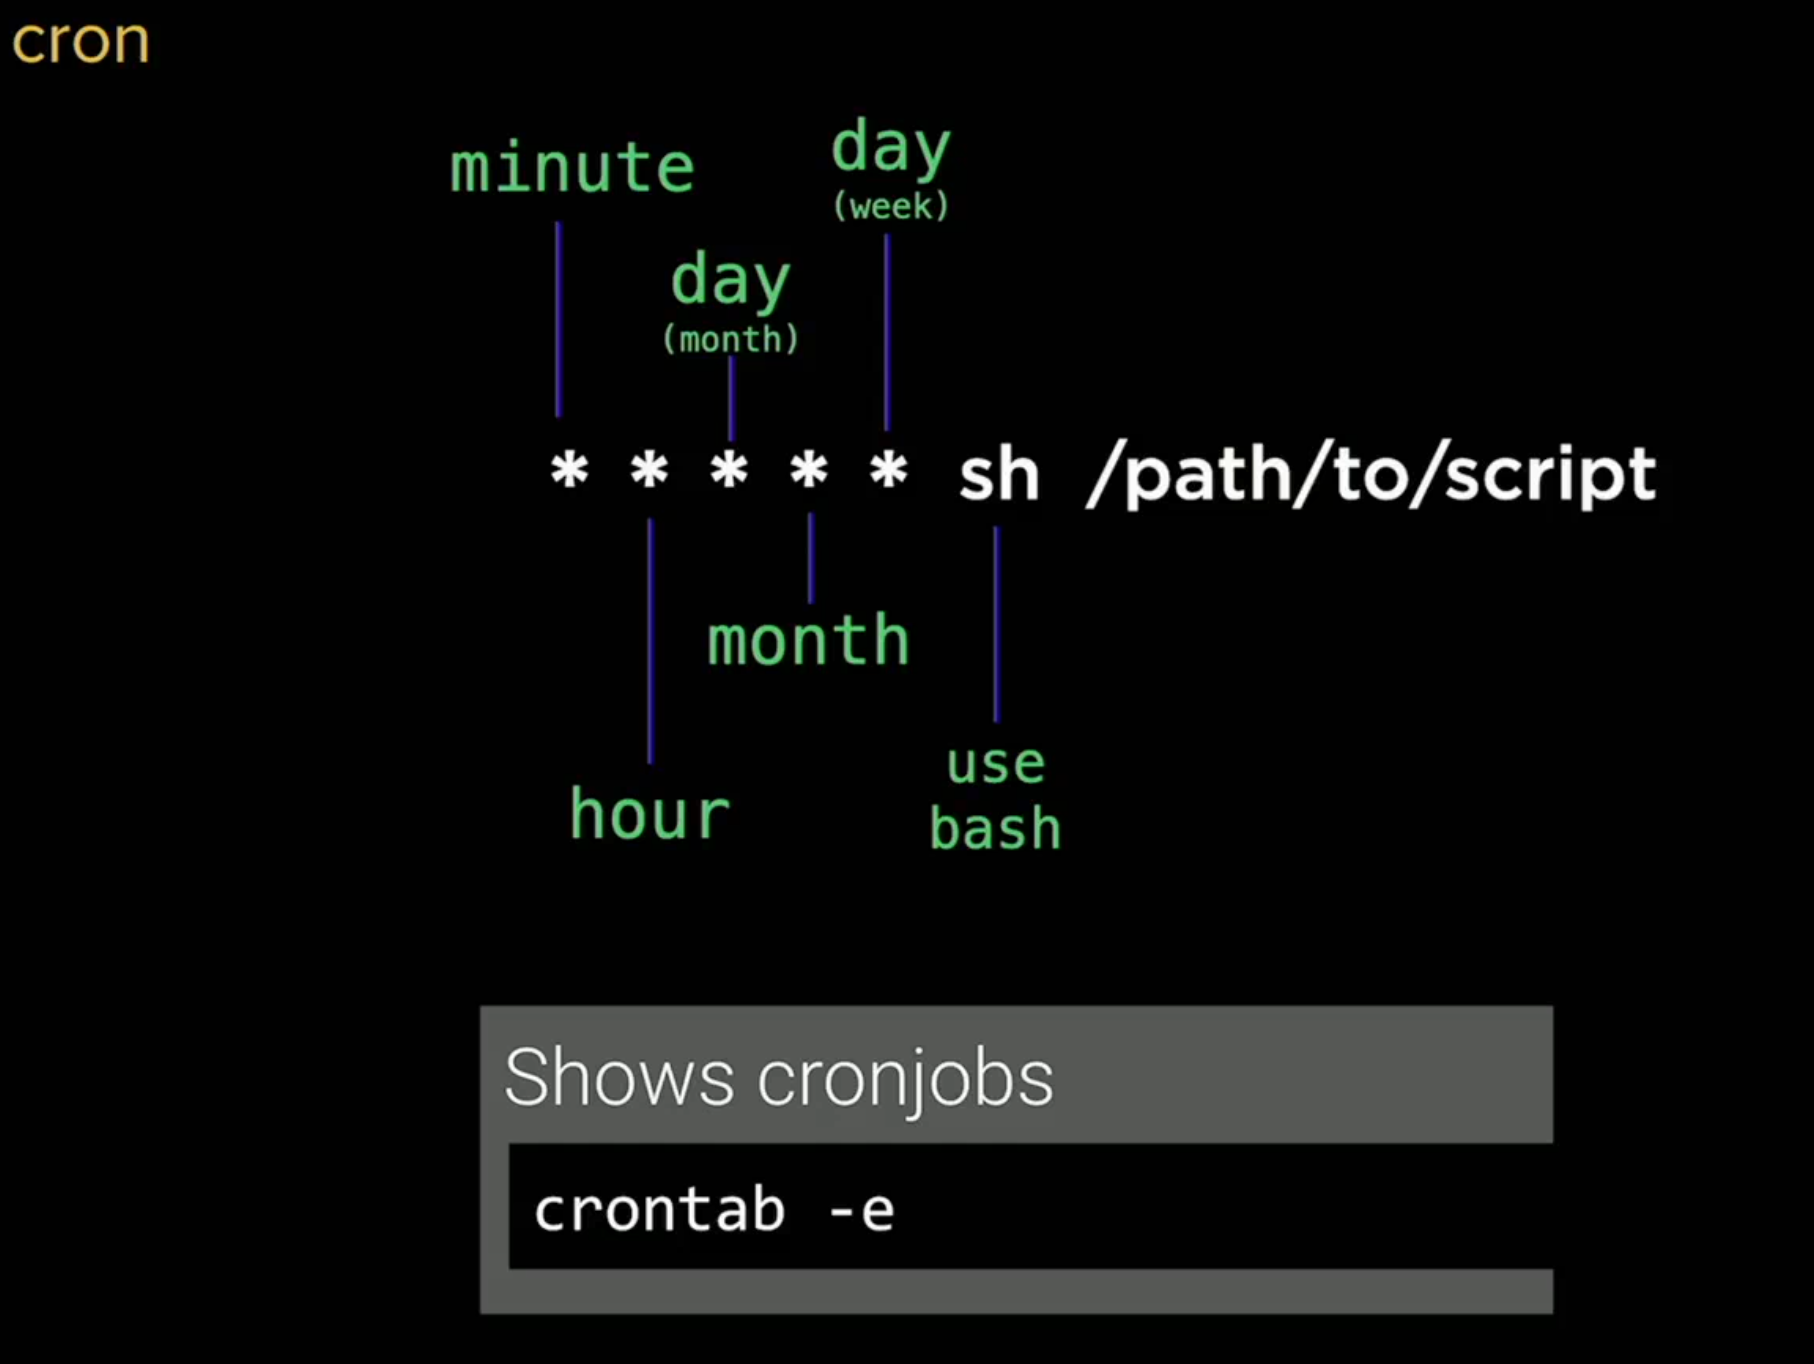 cron
minute
day
(week)
day
(month)
* * * * * sh /path/to/script
month
hour
use
bash
Shows cronjobs
crontab -e